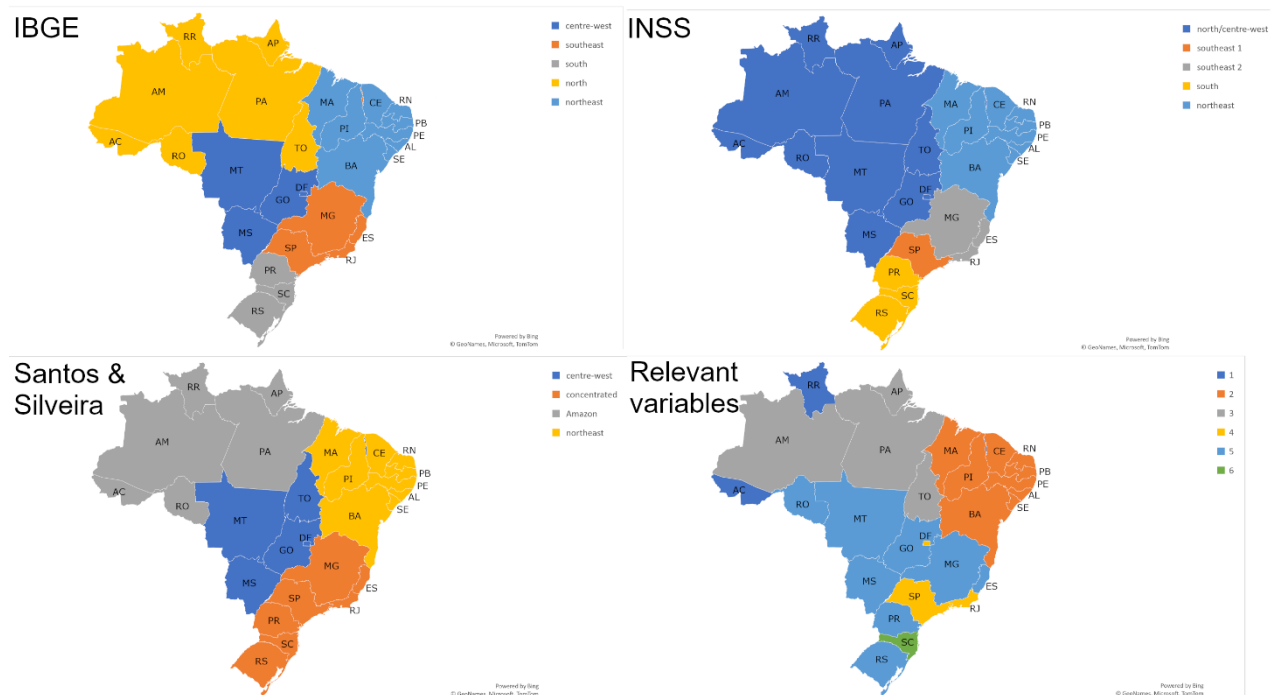 IBGE
centre-west
southeast
south
north
northeast
RR
AP
AM
PA
MA
CE
RN
PB
PE
AL
SE
PI
AC
RO
TO
BA
MT
DF
GO
MG
MS
ES
SP
RJ
PR
SC
RS
Powered by Bing
© GeoNames, Microsoft, TomTom
INSS
north/centre-west
southeast 1
southeast 2
south
northeast
RR
AP
AM
PA
MA
CE
RN
PB
PE
AL
SE
PI
AC
RO
TO
BA
MT
DF
GO
MG
MS
ES
SP
RJ
PR
SC
RS
Powered by Bing
© GeoNames, Microsoft, TomTom
Santos &
Silveira
centre-west
concentrated
Amazon
northeast
RR
AP
AM
PA
MA
CE
RN
PB
PE
AL
SE
PI
AC
RO
TO
BA
MT
DF
GO
MG
MS
ES
SP
RJ
PR
SC
RS
Powered by Bing
© GeoNames, Microsoft, TomTom
Relevant
variables
1
2
3
4
5
6
RR
AP
AM
PA
MA
CE
RN
PB
PE
AL
SE
PI
AC
RO
TO
BA
MT
DF
GO
MG
MS
ES
SP
RJ
PR
SC
RS
Powered by Bing
© GeoNames, Microsoft, TomTom